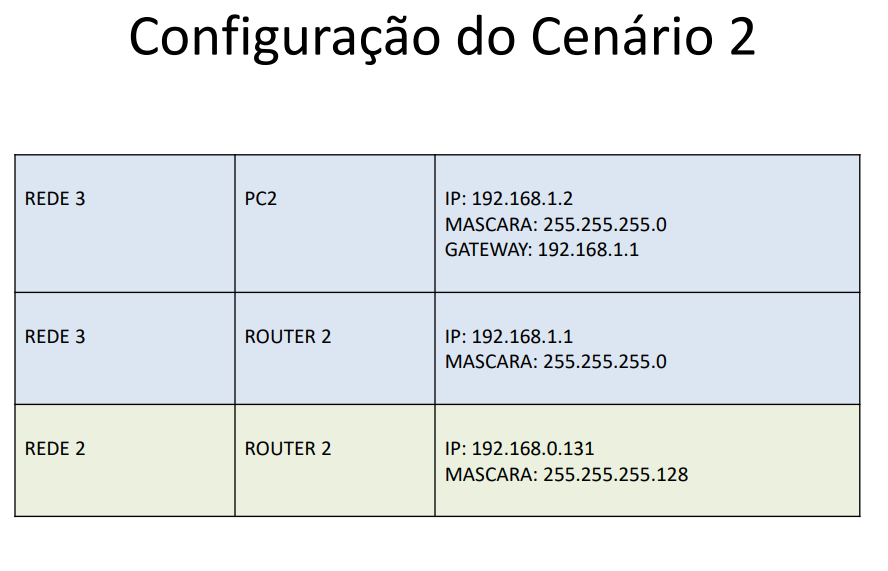 Configuração do Cenário 2
REDE 3
PC2
IP: 192.168.1.2
MASCARA: 255.255.255.0
GATEWAY: 192.168.1.1
REDE 3
ROUTER 2
IP: 192.168.1.1
MASCARA: 255.255.255.0
REDE 2
ROUTER 2
IP: 192.168.0.131
MASCARA: 255.255.255.128